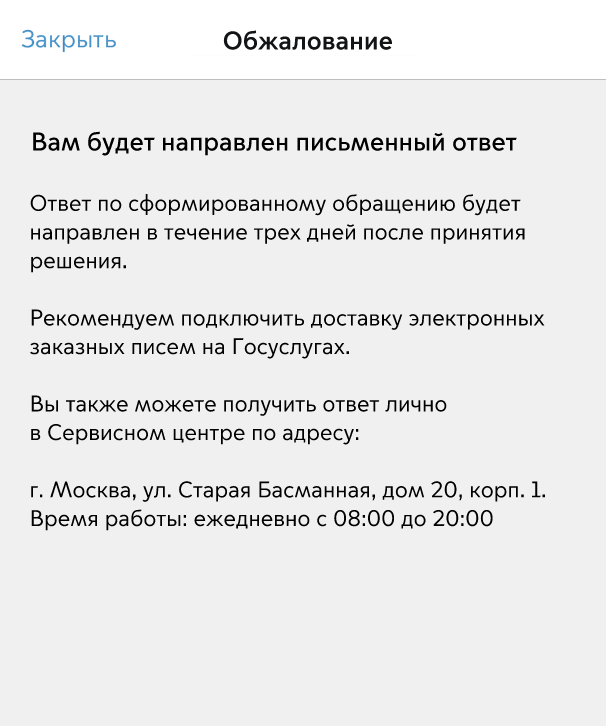 Закрыть
Обжалование
Вам будет направлен письменный ответ
Ответ по сформированному обращению будет
направлен в течение трех дней после принятия
решения.
Рекомендуем подключить доставку электронных
заказных писем на Госуслугах.
Вы также можете получить ответ лично
в Сервисном центре по адресу:
г. Москва, ул. Старая Басманная, дом 20, корп. 1.
Время работы: ежедневно с 08:00 до 20:00